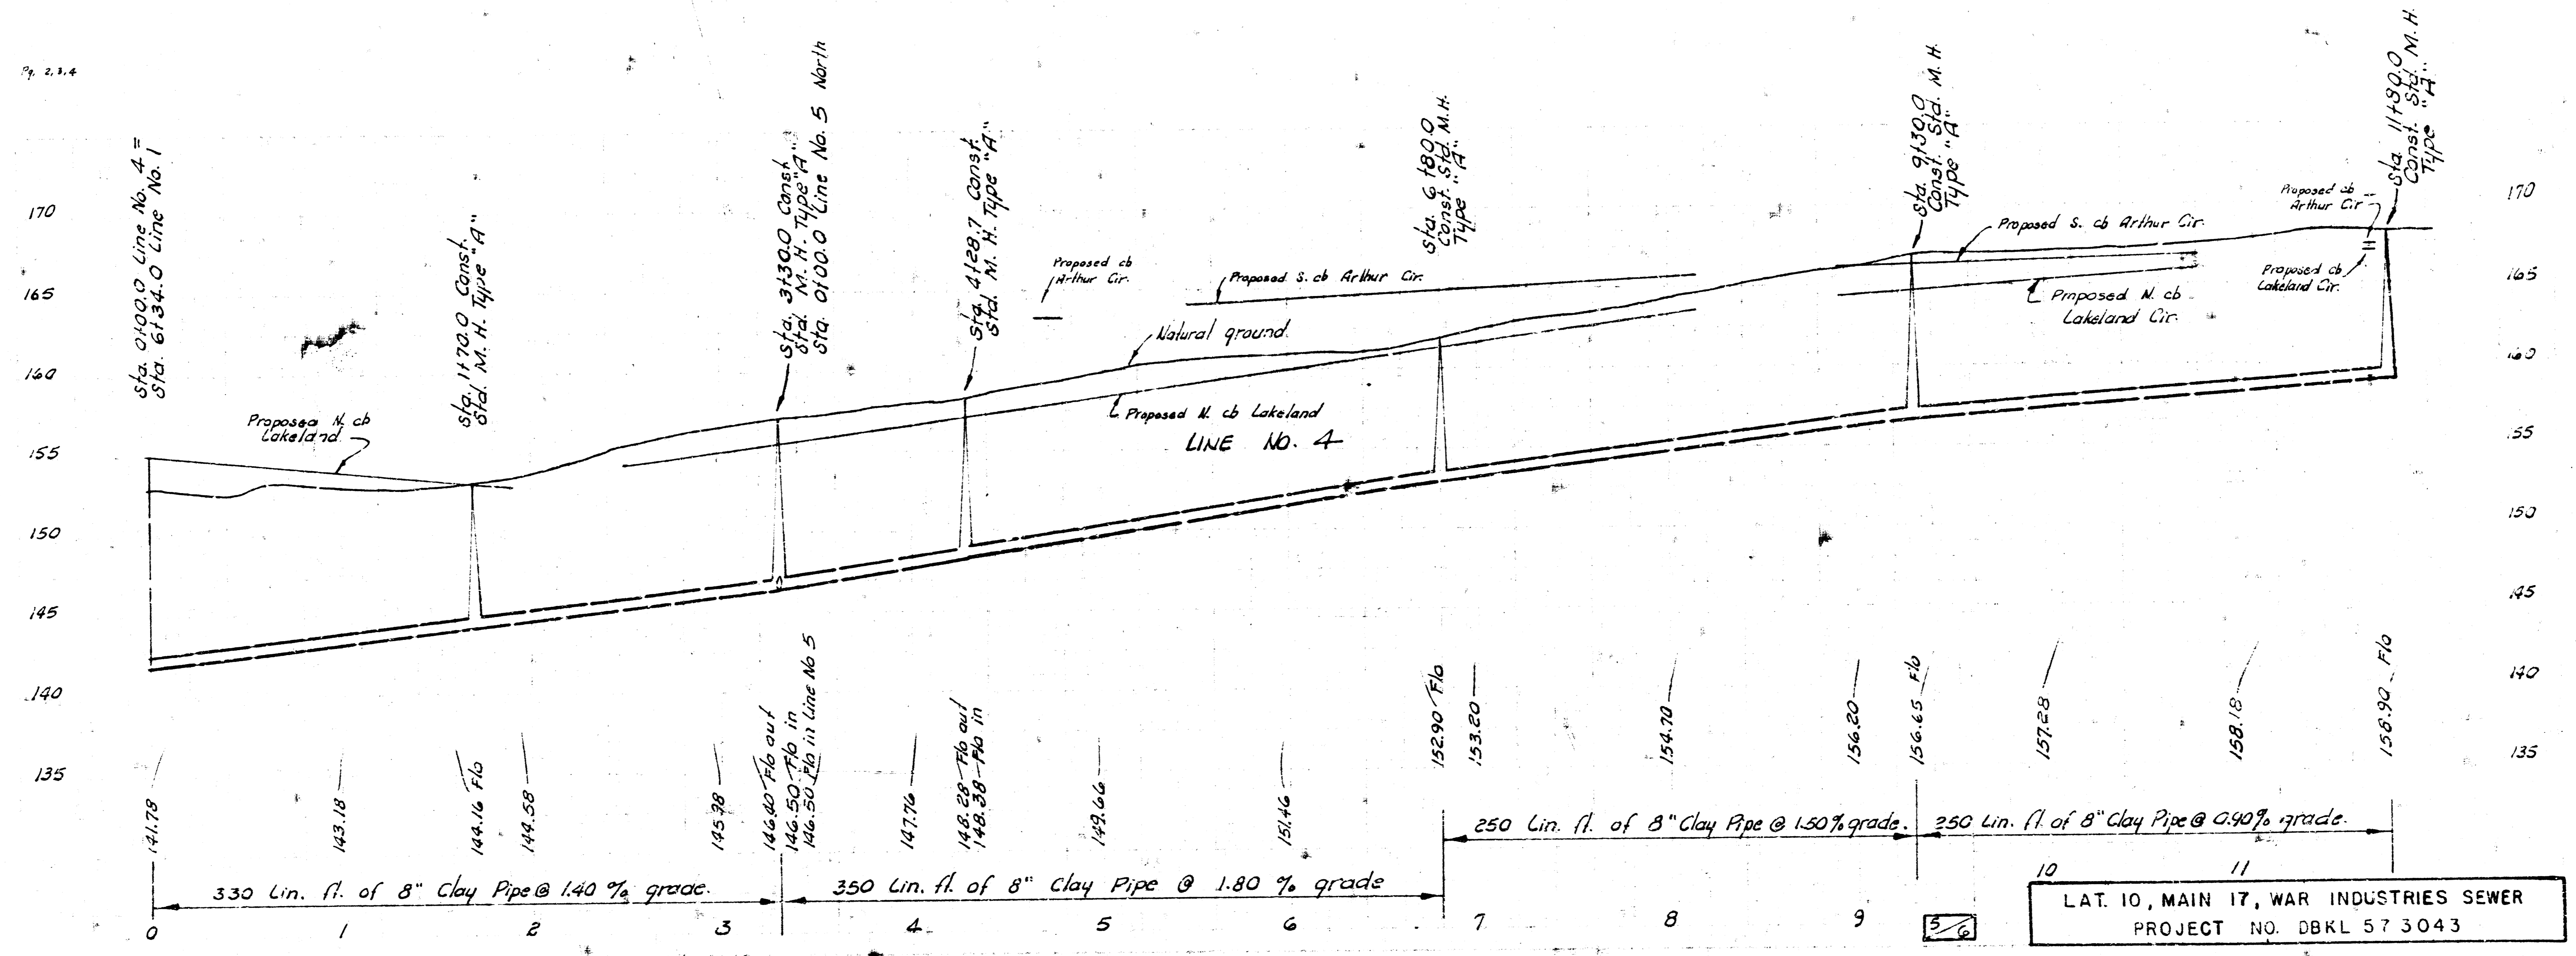 Pg. 2,3,4
Sta. 0+00.0 Line No. 4 =
Sta. 6+34.0 Line No. 1
Sta. 1+70.0 Const.
Std. M. H. Type "A"
Sta. 3+30.0 Const.
Std. M. H. Type "A"
Sta. 0+00.0 Line No. 5 North
Sta. 4+28.7 Const.
Std. M. H. Type "A"
Sta. 6+80.0
Const. Std. M.H.
Type "A"
Sta. 9+30.0
Const. Std. M. H.
Type "A"
Sta. 11+80.0
Const. Std. M. H.
Type "A"
170
165
160
155
150
145
140
135
170
165
160
155
150
145
140
135
Proposed N. cb
Lakeland
Proposed cb
Arthur Cir.
Proposed S. cb Arthur Cir.
Natural ground.
Proposed N. cb Lakeland
LINE NO. 4
Proposed S. cb Arthur Cir.
Proposed N. cb
Lakeland Cir.
Proposed cb
Arthur Cir
Proposed cb
Lakeland Cir.
141.78
143.18
144.16 Flo
144.58
145.98
146.40 Flo out
146.50 Flo in
146.50 Flo in Line No 5
147.76
148.28 Flo out
148.38 Flo in
149.66
151.46
152.90 Flo
153.20
154.70
156.20
156.65 Flo
157.28
158.18
158.90 Flo
330 Lin. ft. of 8" Clay Pipe @ 1.40 % grade.
350 Lin. ft. of 8" Clay Pipe @ 1.80 % grade
250 Lin. ft. of 8" Clay Pipe @ 1.50% grade.
250 Lin. ft. of 8" Clay Pipe @ 0.90% grade.
0 1 2 3 4 5 6 7 8 9 10 11
5/6
LAT. 10, MAIN 17, WAR INDUSTRIES SEWER
PROJECT NO. DBKL 57 3043